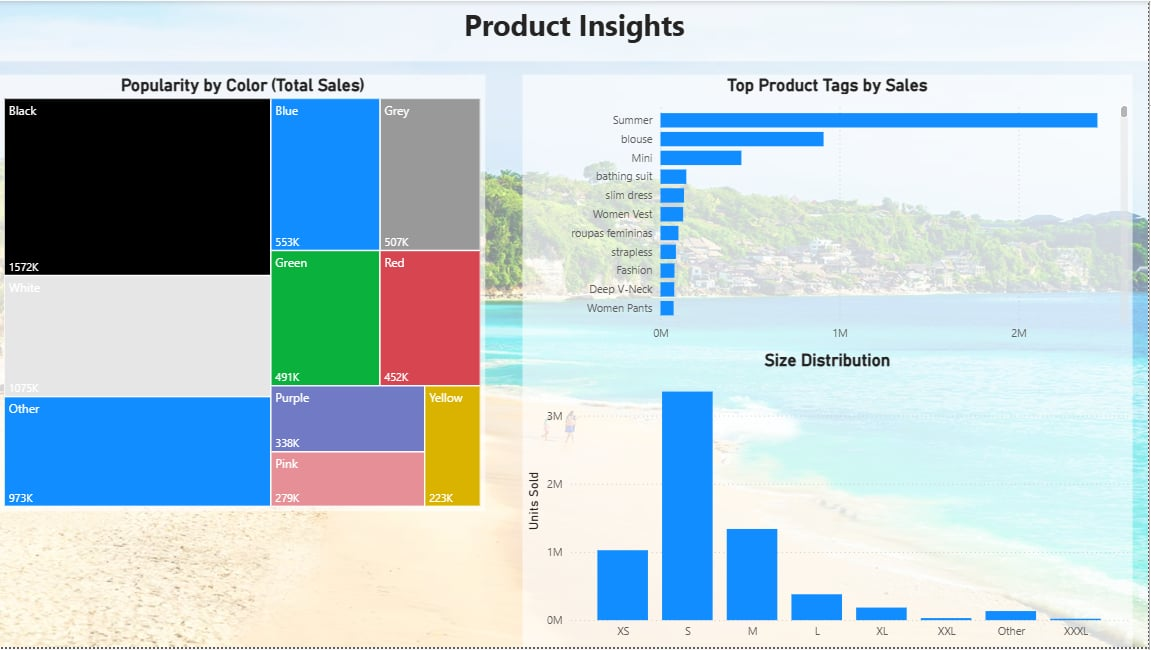 Product Insights
Popularity by Color (Total Sales)
Black
1572K
White
1075K
Other
973K
Blue
553K
Grey
507K
Green
491K
Red
452K
Purple
338K
Pink
279K
Yellow
223K
Top Product Tags by Sales
Summer
blouse
Mini
bathing suit
slim dress
Women Vest
roupas femininas
strapless
Fashion
Deep V-Neck
Women Pants
0M 1M 2M
Size Distribution
Units Sold
3M
2M
1M
0M
XS S M L XL XXL Other XXXL